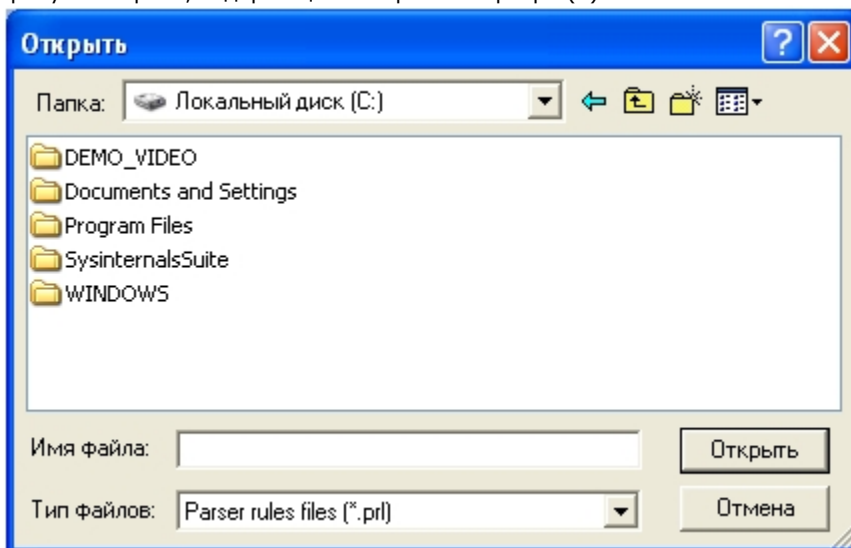 Открыть
Папка: Локальный диск (C:)
DEMO_VIDEO
Documents and Settings
Program Files
SysinternalsSuite
WINDOWS
Имя файла: Открыть
Тип файлов: Parser rules files (*.prl) Отмена